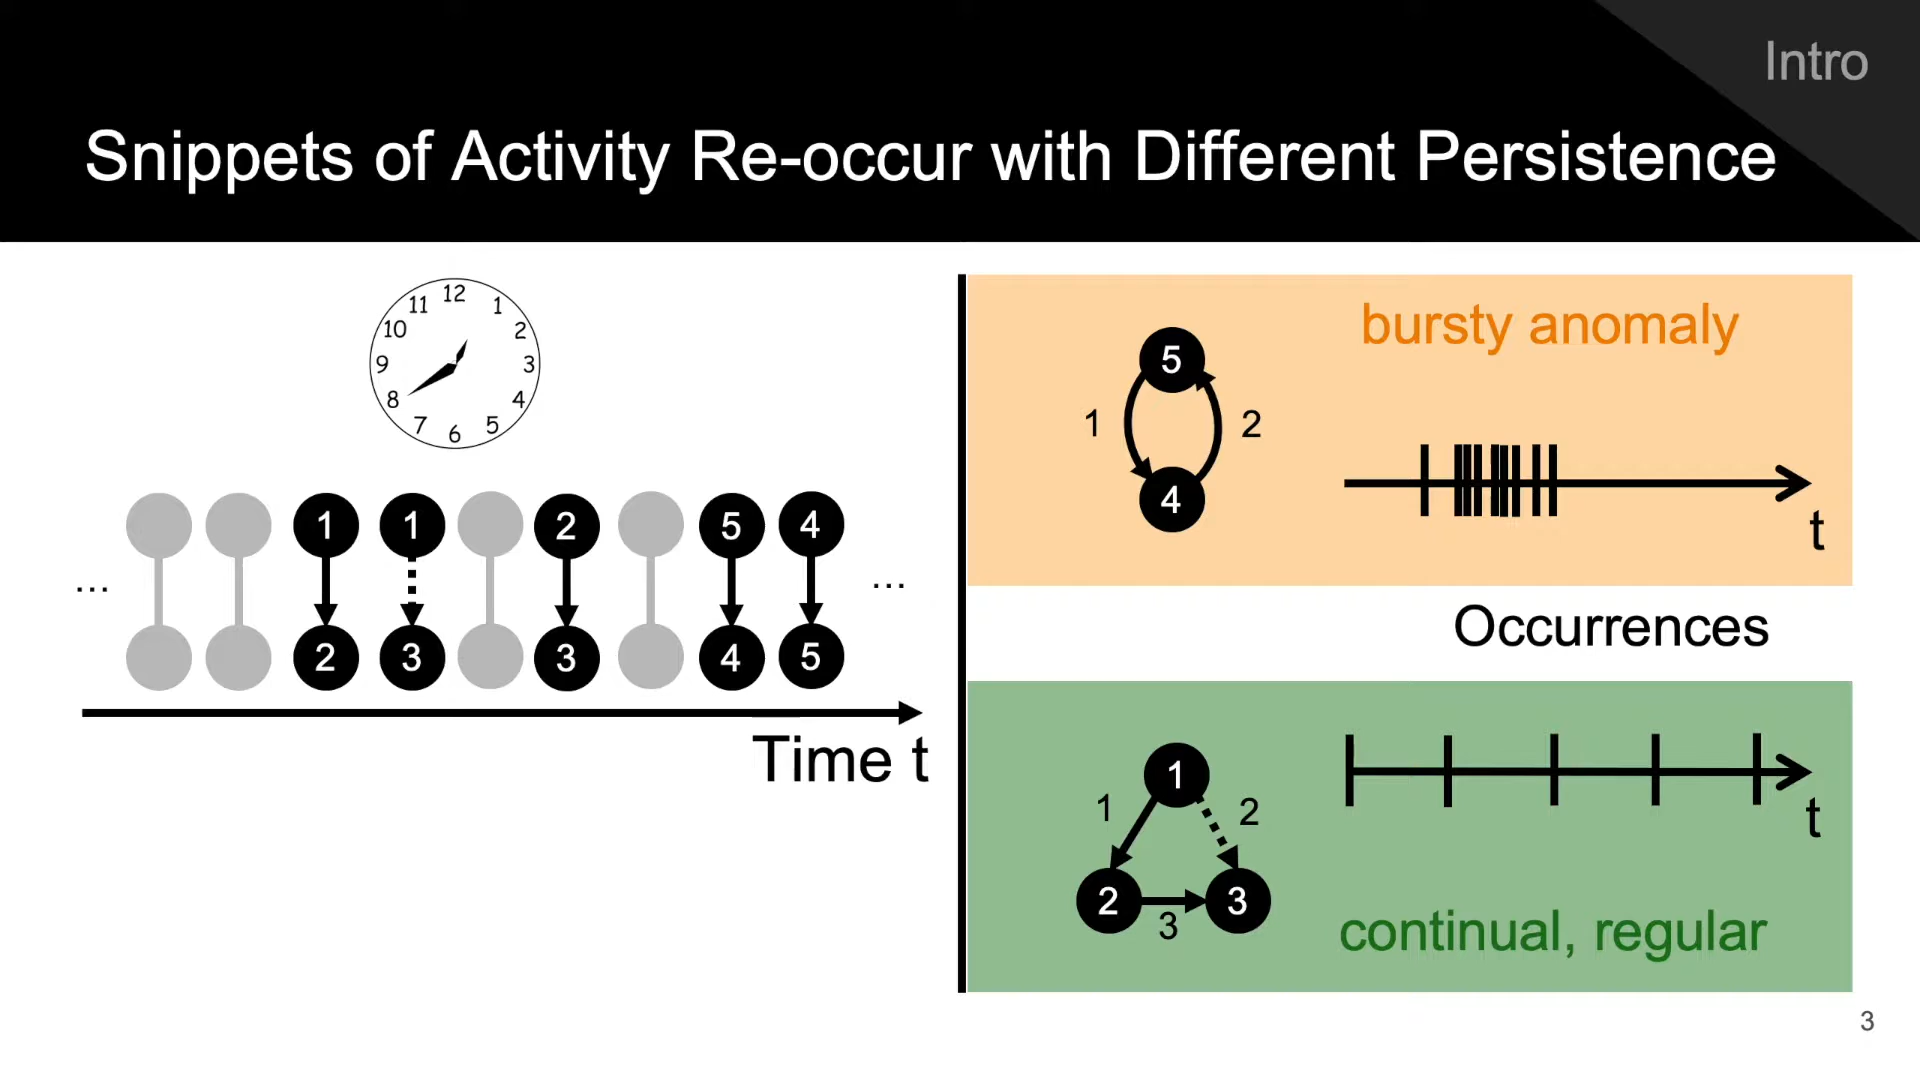 Intro
Snippets of Activity Re-occur with Different Persistence
12
11 1
10 2
9 3
8 4
7 5
6
1 1 2 5 4
... ...
2 3 3 4 5
Time t
bursty anomaly
5
1 2
4
t
Occurrences
1
1 2
2 3
3
t
continual, regular
3